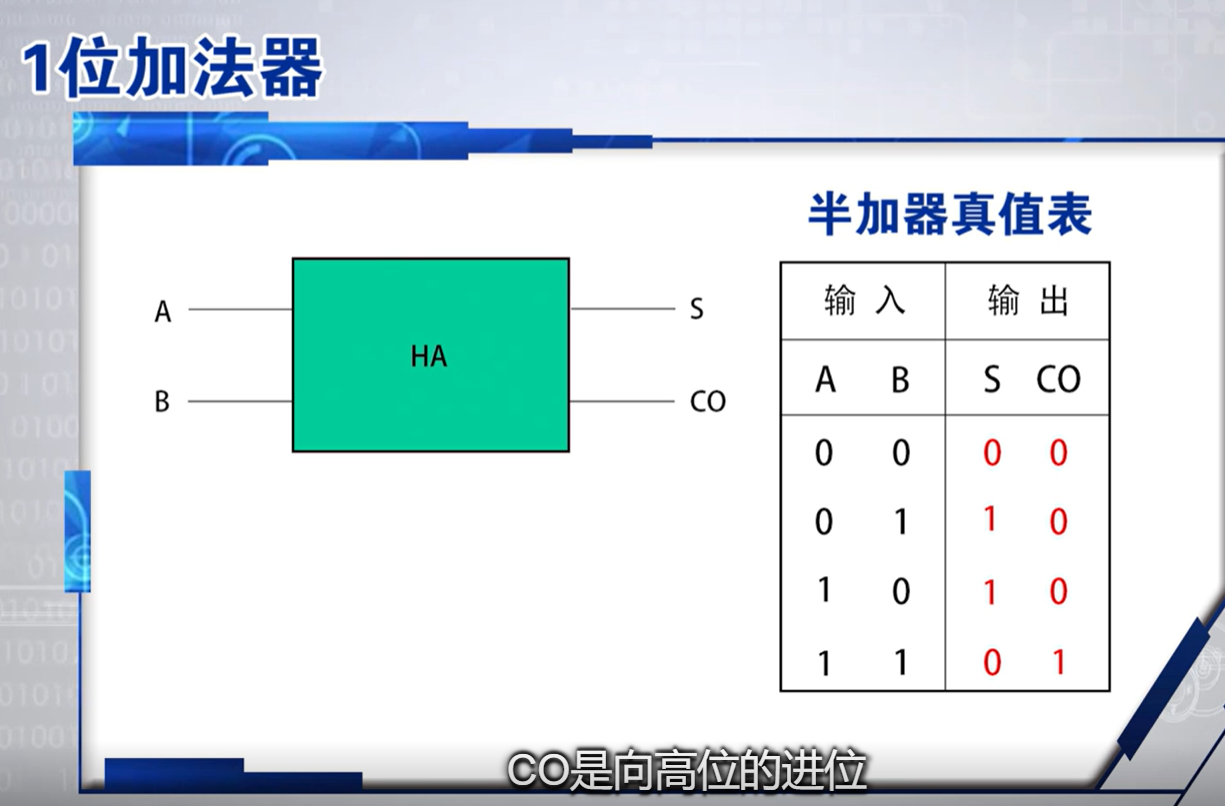 1位加法器
半加器真值表
A
B
HA
S
CO
输 入 输 出
A B S CO
0 0 0 0
0 1 1 0
1 0 1 0
1 1 0 1
CO是向高位的进位